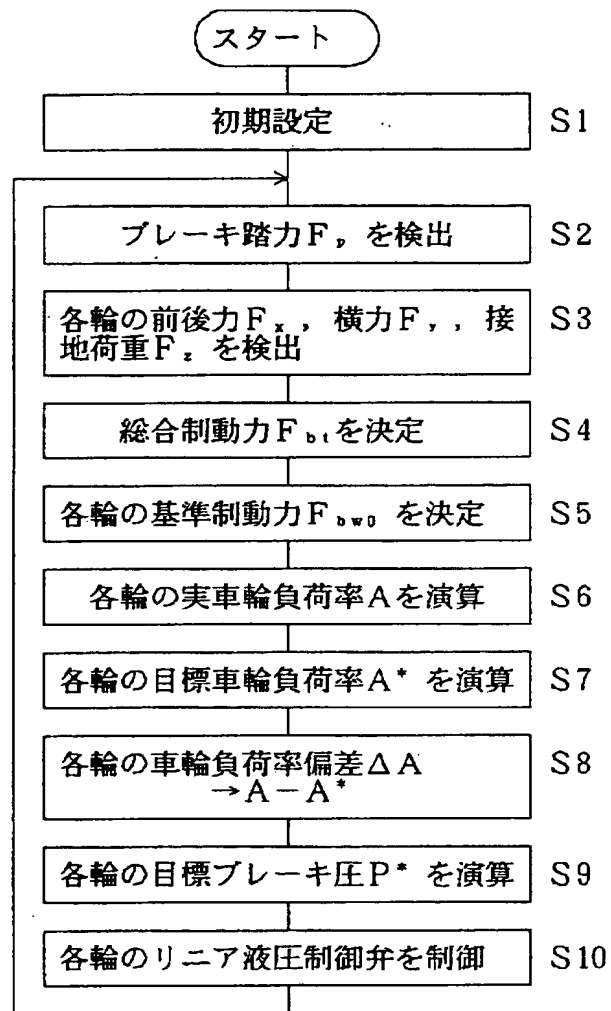 スタート
初期設定 S1
ブレーキ踏力Fpを検出 S2
各輪の前後力Fx,横力Fy,接 S3
地荷重Fzを検出
総合制動力Fbtを決定 S4
各輪の基準制動力Fbw0を決定 S5
各輪の実車輪負荷率Aを演算 S6
各輪の目標車輪負荷率A*を演算 S7
各輪の車輪負荷率偏差ΔA S8
→A-A*
各輪の目標ブレーキ圧P*を演算 S9
各輪のリニア液圧制御弁を制御 S10